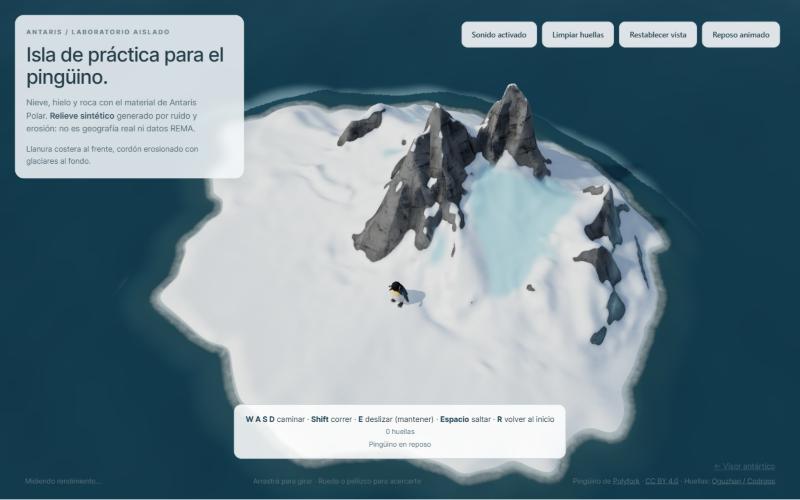 ANTARIS / LABORATORIO AISLADO
Isla de práctica para el
pingüino.
Nieve, hielo y roca con el material de Antaris
Polar. Relieve sintético generado por ruido y
erosión: no es geografía real ni datos REMA.
Llanura costera al frente, cordón erosionado con
glaciares al fondo.
Sonido activado
Limpiar huellas
Restablecer vista
Reposo animado
W A S D caminar · Shift correr · E deslizar (mantener) · Espacio saltar · R volver al inicio
0 huellas
Pingüino en reposo
← Visor antártico
Midiendo rendimiento...
Arrastrá para girar · Rueda o pellizco para acercarte
Pingüino de Polyfork · CC BY 4.0 · Huellas: Oguzhan / Codrops